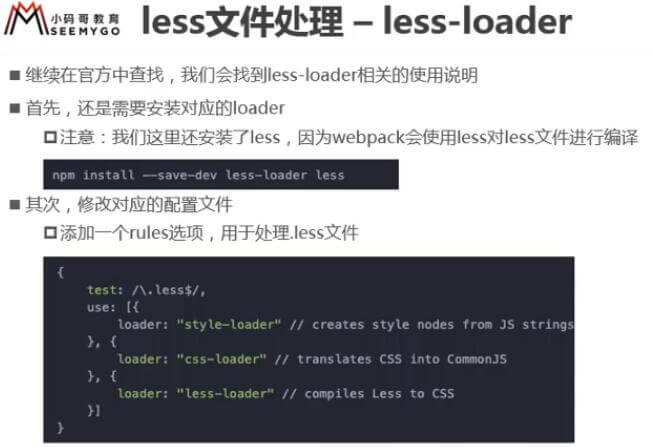 小码哥教育
SEEMYGO
less文件处理 – less-loader
继续在官方中查找，我们会找到less-loader相关的使用说明
首先，还是需要安装对应的loader
注意：我们这里还安装了less，因为webpack会使用less对less文件进行编译
npm install --save-dev less-loader less
其次，修改对应的配置文件
添加一个rules选项，用于处理.less文件
{
test: /\.less$/,
use: [{
loader: "style-loader" // creates style nodes from JS strings
}, {
loader: "css-loader" // translates CSS into CommonJS
}, {
loader: "less-loader" // compiles Less to CSS
}]
}